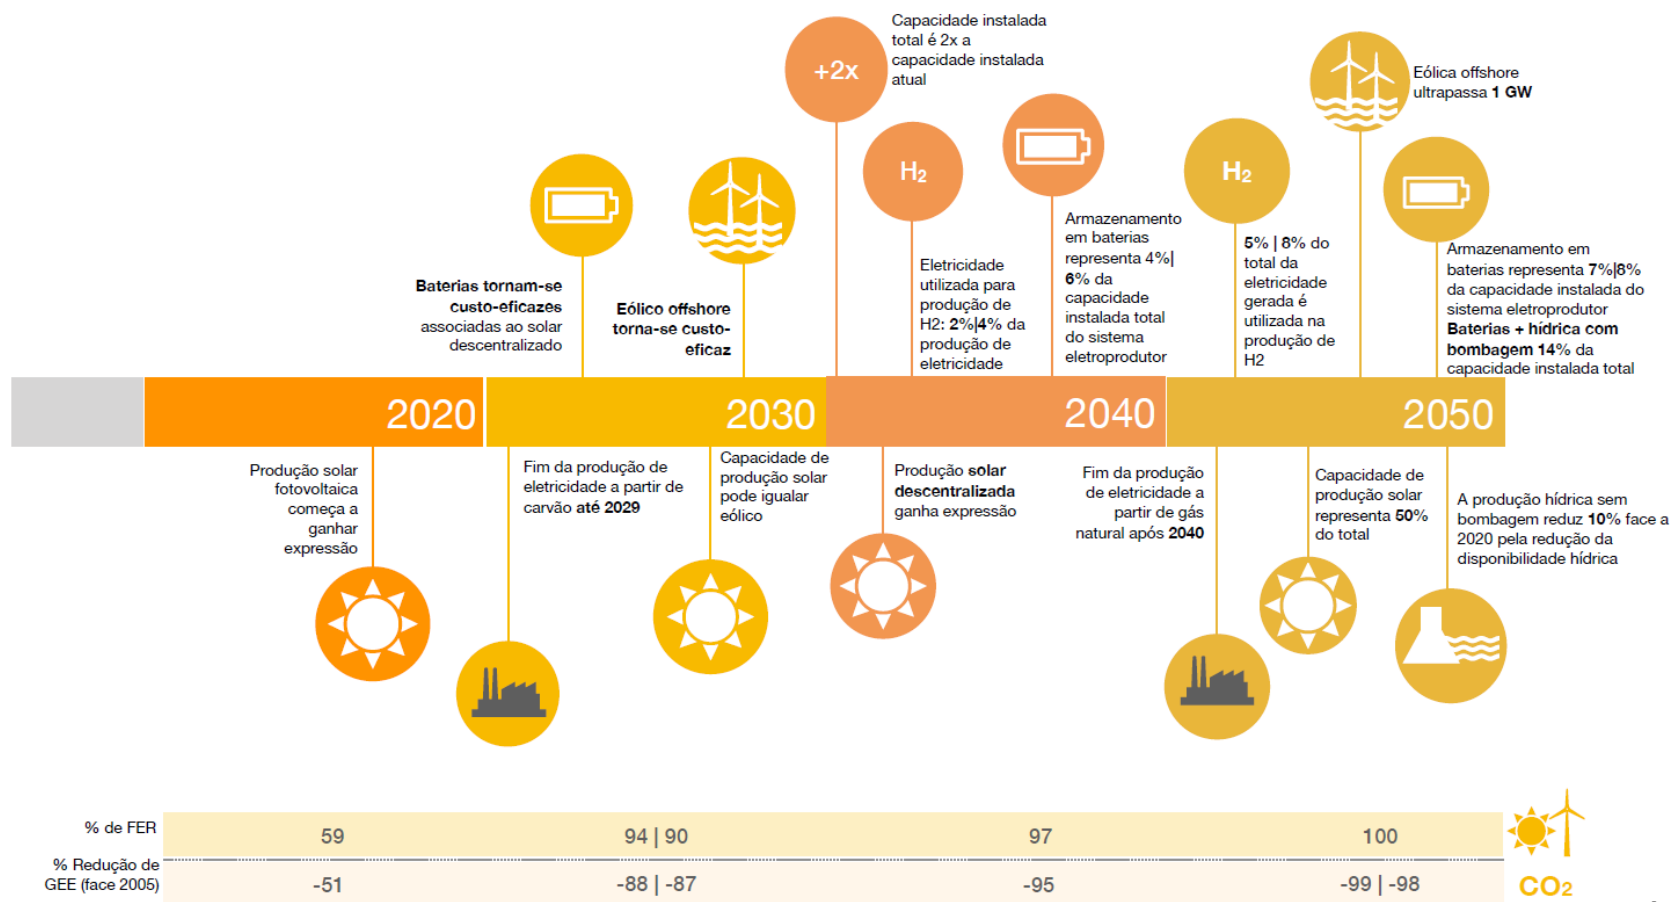 Capacidade instalada
total é 2x a
capacidade instalada
atual
+2x
Eólica offshore
ultrapassa 1 GW
H2
H2
Baterias tornam-se
custo-eficazes
associadas ao solar
descentralizado
Eólico offshore
torna-se custo-
eficaz
Eletricidade
utilizada para
produção de
H2: 2%|4% da
produção de
eletricidade
Armazenamento
em baterias
representa 4%|
6% da
capacidade
instalada total
do sistema
eletroprodutor
5% | 8% do
total da
eletricidade
gerada é
utilizada na
produção de
H2
Armazenamento em
baterias representa 7%|8%
da capacidade instalada do
sistema eletroprodutor
Baterias + hídrica com
bombagem 14% da
capacidade instalada total
2020
2030
2040
2050
Produção solar
fotovoltaica
começa a
ganhar
expressão
Fim da produção de
eletricidade a partir de
carvão até 2029
Capacidade de
produção solar
pode igualar
eólico
Produção solar
descentralizada
ganha expressão
Fim da produção
de eletricidade a
partir de gás
natural após 2040
Capacidade de
produção solar
representa 50%
do total
A produção hídrica sem
bombagem reduz 10% face a
2020 pela redução da
disponibilidade hídrica
% de FER
59
94 | 90
97
100
% Redução de
GEE (face 2005)
-51
-88 | -87
-95
-99 | -98
CO2